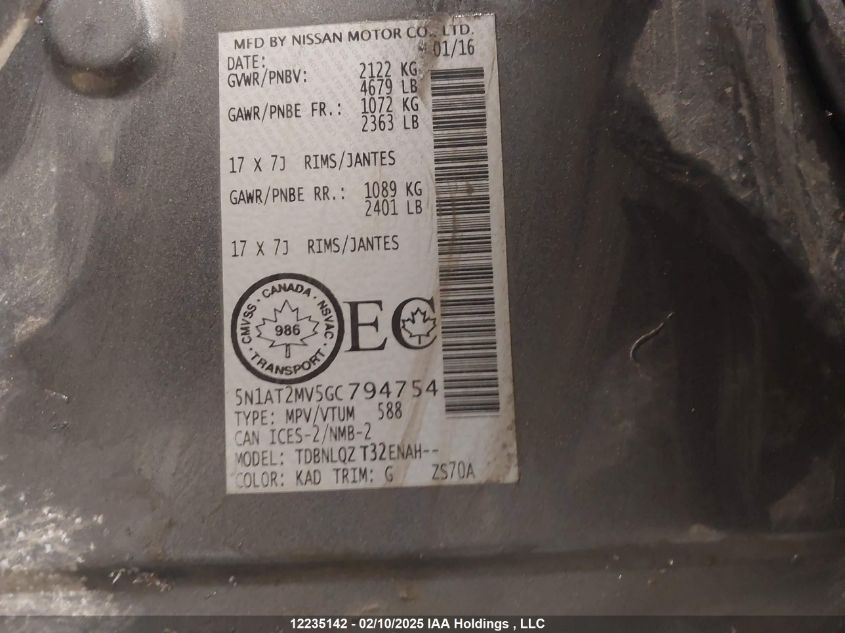 MFD BY NISSAN MOTOR CO., LTD.
DATE: 01/16
GVWR/PNBV: 2122 KG
4679 LB
GAWR/PNBE FR.: 1072 KG
2363 LB
17 X 7J RIMS/JANTES
GAWR/PNBE RR.: 1089 KG
2401 LB
17 X 7J RIMS/JANTES
CMVSS · CANADA · NSVAC · TRANSPORT ·
986
EC
5N1AT2MV5GC794754
TYPE: MPV/VTUM 588
CAN ICES-2/NMB-2
MODEL: TDBNLQZ T32ENAH--
COLOR: KAD TRIM: G ZS70A
12235142 - 02/10/2025 IAA Holdings , LLC